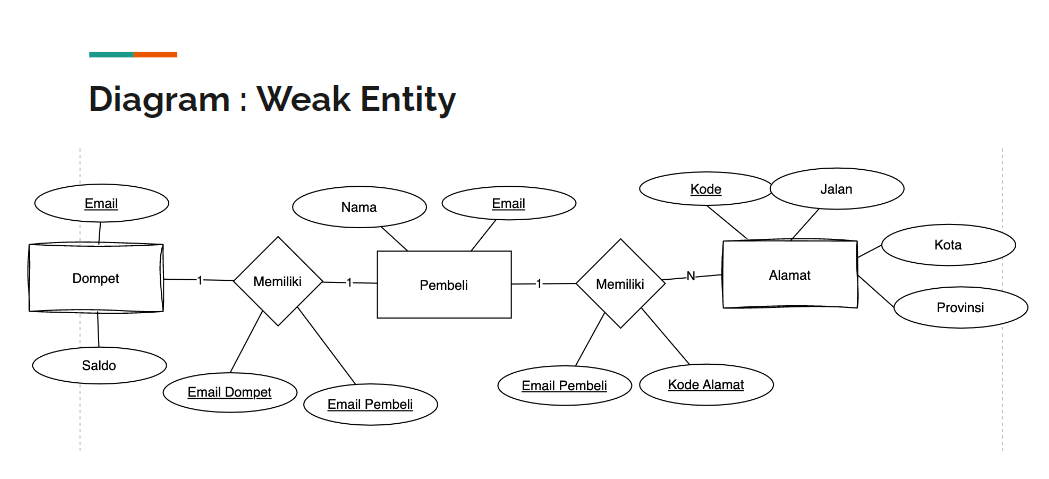 Diagram : Weak Entity
Email
Nama
Email
Kode
Jalan
Kota
Dompet
1
Memiliki
1
Pembeli
1
Memiliki
N
Alamat
Provinsi
Saldo
Email Dompet
Email Pembeli
Email Pembeli
Kode Alamat